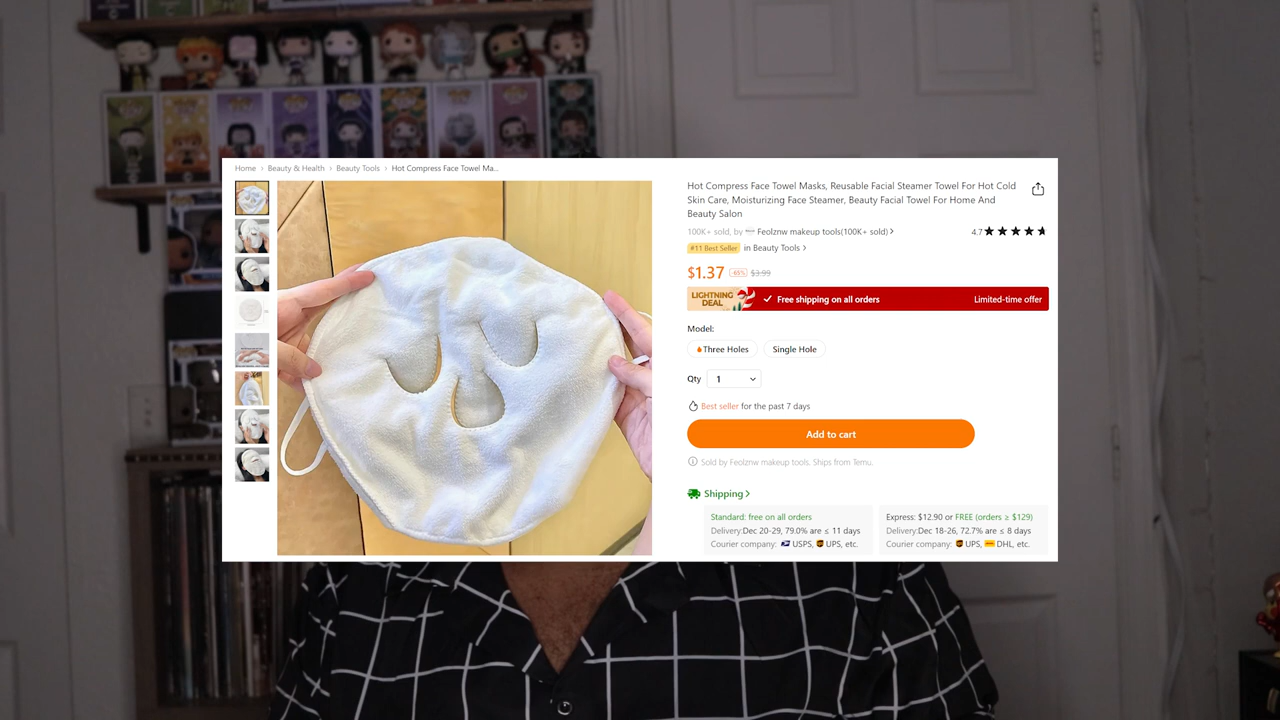 Home > Beauty & Health > Beauty Tools > Hot Compress Face Towel Ma...
Hot Compress Face Towel Masks, Reusable Facial Steamer Towel For Hot Cold
Skin Care, Moisturizing Face Steamer, Beauty Facial Towel For Home And
Beauty Salon
100K+ sold, by Feolznw makeup tools(100K+ sold) >
4.7
#11 Best Seller in Beauty Tools >
$1.37 -65% $3.99
LIGHTNING
DEAL
Free shipping on all orders
Limited-time offer
Model:
Three Holes
Single Hole
Qty 1
Best seller for the past 7 days
Add to cart
Sold by Feolznw makeup tools. Ships from Temu.
Shipping >
Standard: free on all orders
Delivery:Dec 20-29, 79.0% are ≤ 11 days
Courier company: USPS, UPS, etc.
Express: $12.90 or FREE (orders ≥ $129)
Delivery:Dec 18-26, 72.7% are ≤ 8 days
Courier company: UPS, DHL, etc.